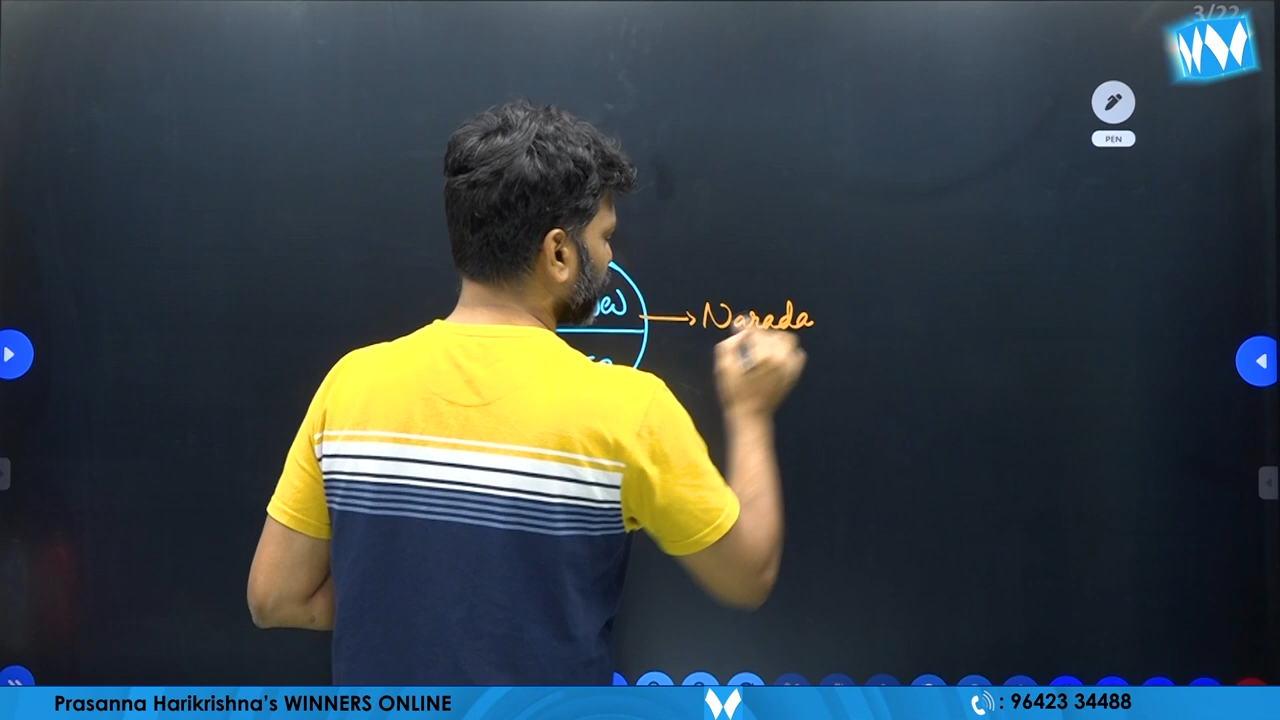 3/22
W
PEN
→ Narada
Prasanna Harikrishna's WINNERS ONLINE
: 96423 34488